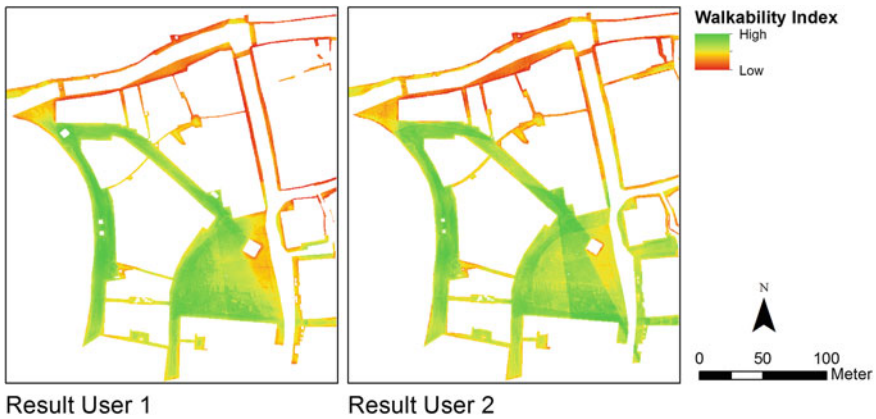 Walkability Index
High
Low
N
0 50 100
Meter
Result User 1
Result User 2